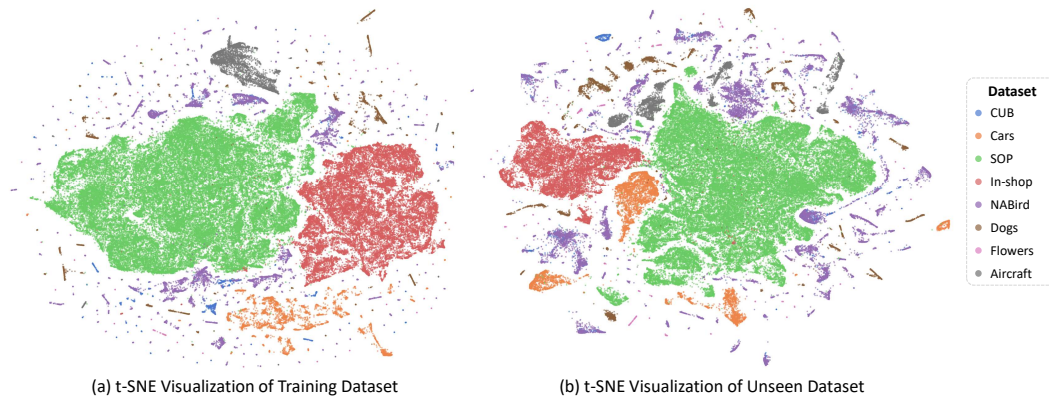 Dataset
CUB
Cars
SOP
In-shop
NABird
Dogs
Flowers
Aircraft
(a) t-SNE Visualization of Training Dataset
(b) t-SNE Visualization of Unseen Dataset